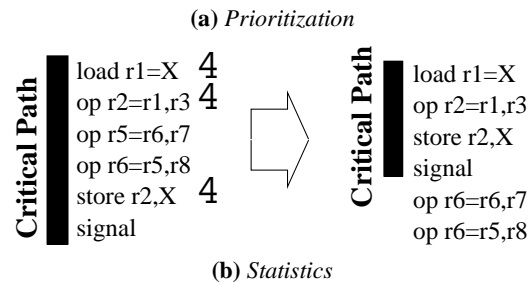 (a) Prioritization
Critical Path
load r1=X 4
op r2=r1,r3 4
op r5=r6,r7
op r6=r5,r8
store r2,X 4
signal
Critical Path
load r1=X
op r2=r1,r3
store r2,X
signal
op r6=r6,r7
op r6=r5,r8
(b) Statistics